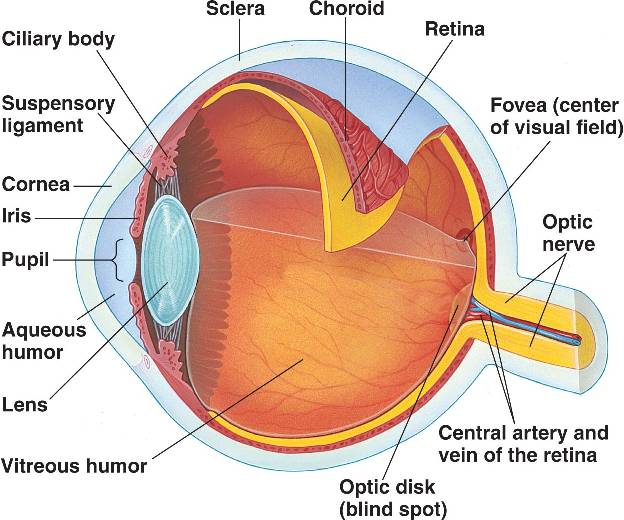 Sclera
Choroid
Retina
Ciliary body
Suspensory
ligament
Fovea (center
of visual field)
Cornea
Iris
Pupil
Optic
nerve
Aqueous
humor
Lens
Vitreous humor
Central artery and
vein of the retina
Optic disk
(blind spot)